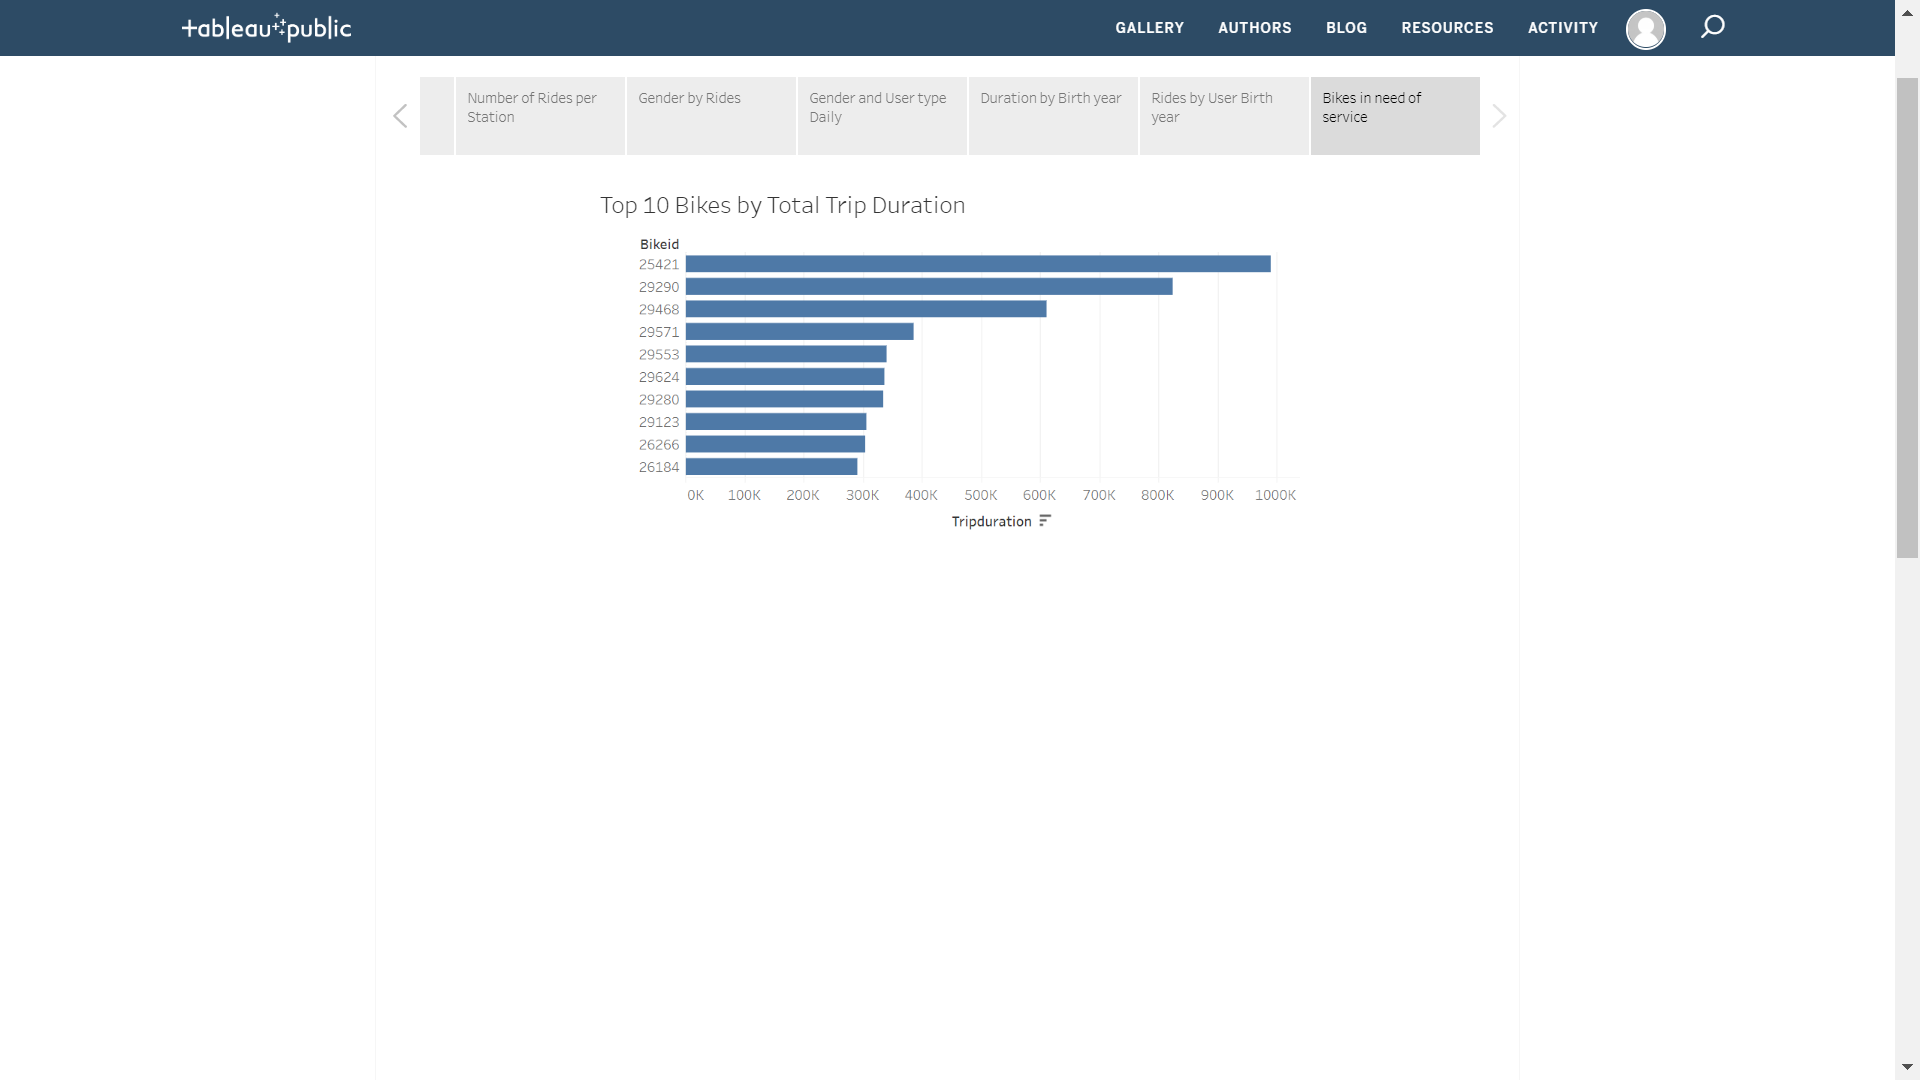 tableau public
GALLERY
AUTHORS
BLOG
RESOURCES
ACTIVITY
Number of Rides per
Station
Gender by Rides
Gender and User type
Daily
Duration by Birth year
Rides by User Birth
year
Bikes in need of
service
Top 10 Bikes by Total Trip Duration
Bikeid
25421
29290
29468
29571
29553
29624
29280
29123
26266
26184
0K 100K 200K 300K 400K 500K 600K 700K 800K 900K 1000K
Tripduration